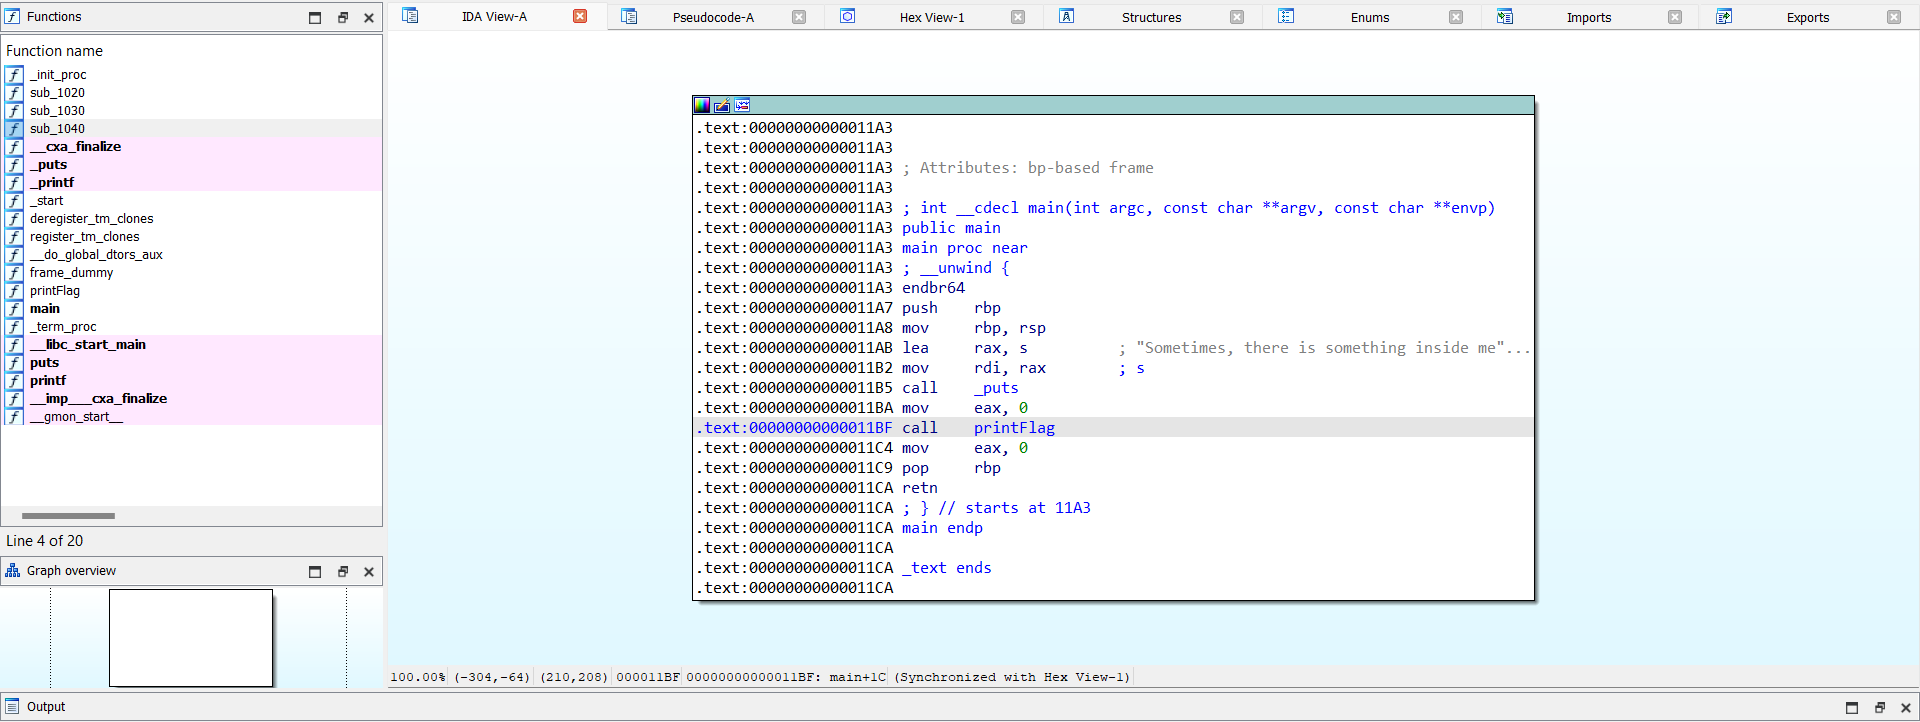 Functions
Function name
_init_proc
sub_1020
sub_1030
sub_1040
__cxa_finalize
_puts
_printf
_start
deregister_tm_clones
register_tm_clones
__do_global_dtors_aux
frame_dummy
printFlag
main
_term_proc
__libc_start_main
puts
printf
__imp___cxa_finalize
__gmon_start__
Line 4 of 20
Graph overview
IDA View-A
Pseudocode-A
Hex View-1
Structures
Enums
Imports
Exports
.text:00000000000011A3
.text:00000000000011A3
.text:00000000000011A3 ; Attributes: bp-based frame
.text:00000000000011A3
.text:00000000000011A3 ; int __cdecl main(int argc, const char **argv, const char **envp)
.text:00000000000011A3 public main
.text:00000000000011A3 main proc near
.text:00000000000011A3 ; __unwind {
.text:00000000000011A3 endbr64
.text:00000000000011A7 push    rbp
.text:00000000000011A8 mov     rbp, rsp
.text:00000000000011AB lea     rax, s          ; "Sometimes, there is something inside me"...
.text:00000000000011B2 mov     rdi, rax        ; s
.text:00000000000011B5 call    _puts
.text:00000000000011BA mov     eax, 0
.text:00000000000011BF call    printFlag
.text:00000000000011C4 mov     eax, 0
.text:00000000000011C9 pop     rbp
.text:00000000000011CA retn
.text:00000000000011CA ; } // starts at 11A3
.text:00000000000011CA main endp
.text:00000000000011CA
.text:00000000000011CA _text ends
.text:00000000000011CA
100.00% (-304,-64) (210,208) 000011BF 00000000000011BF: main+1C (Synchronized with Hex View-1)
Output